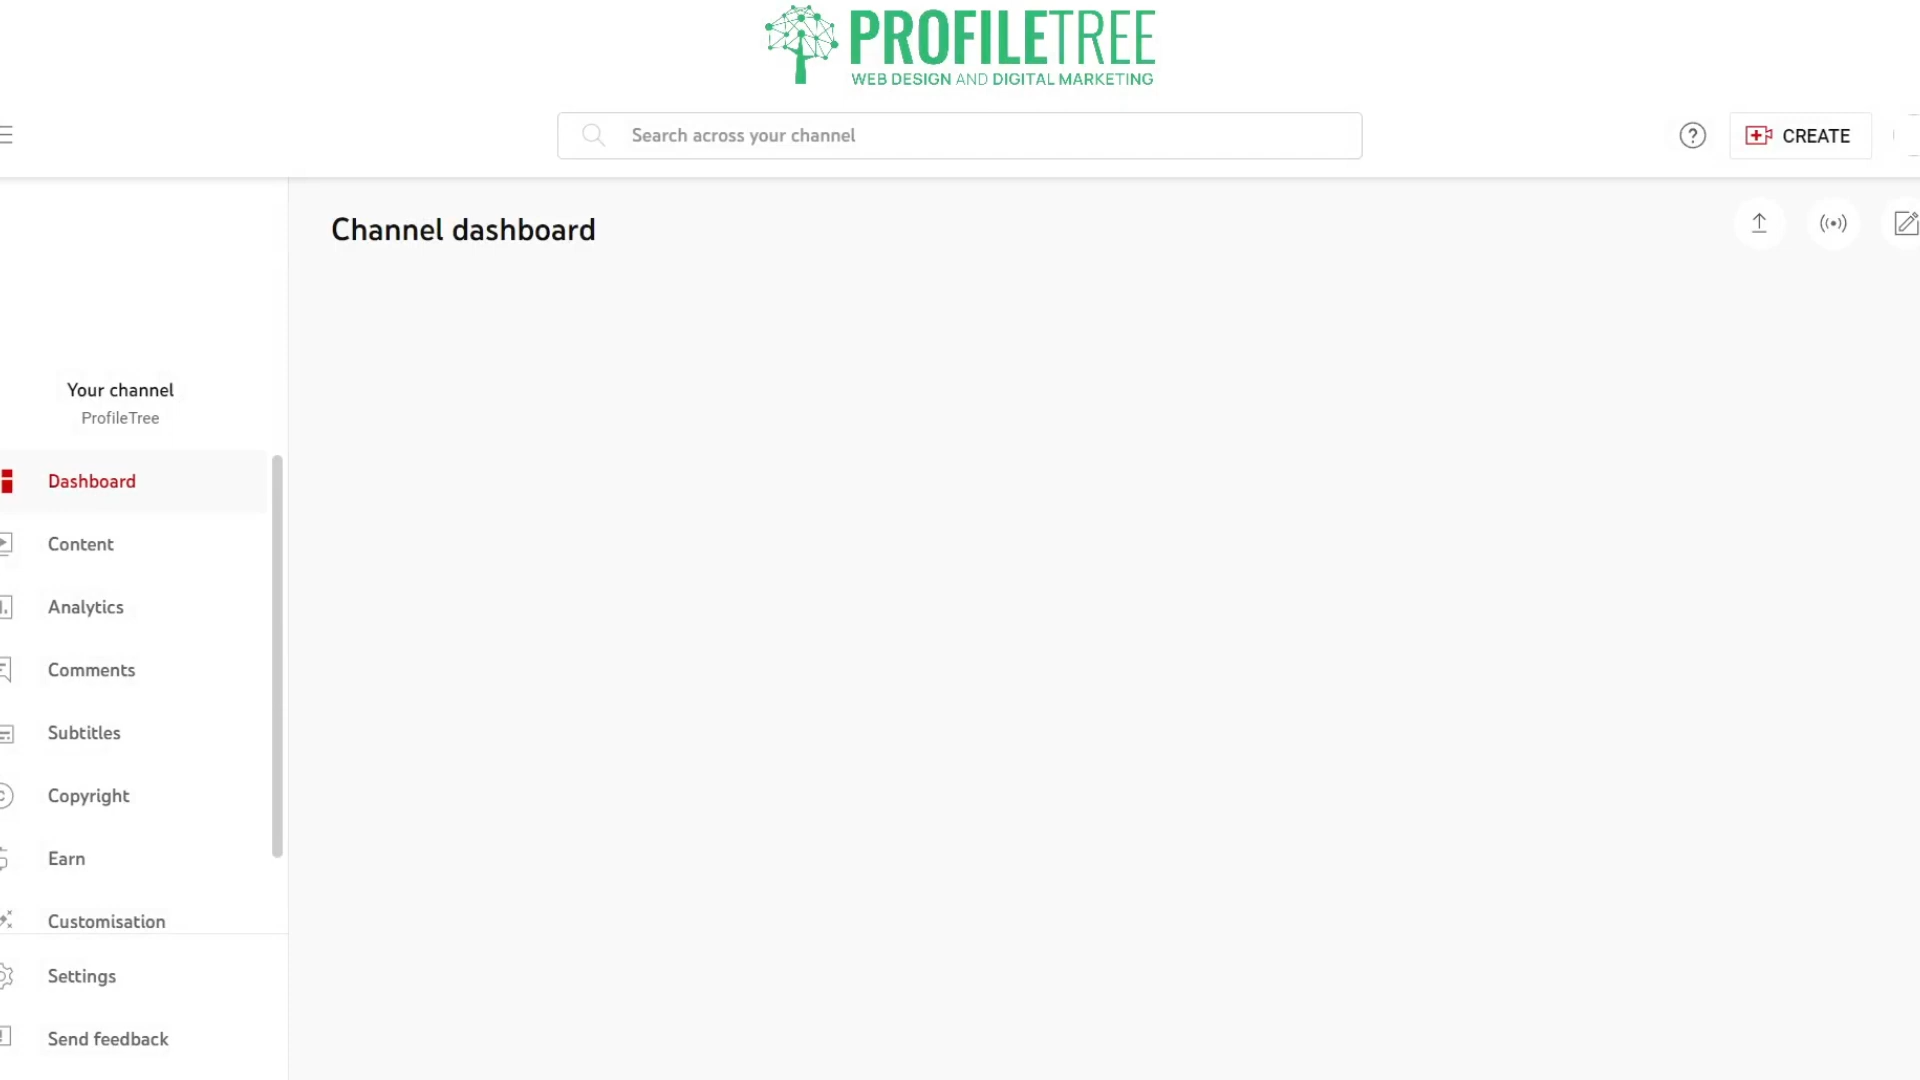 PROFILETREE
WEB DESIGN AND DIGITAL MARKETING
Search across your channel
CREATE
Channel dashboard
Your channel
ProfileTree
Dashboard
Content
Analytics
Comments
Subtitles
Copyright
Earn
Customisation
Settings
Send feedback